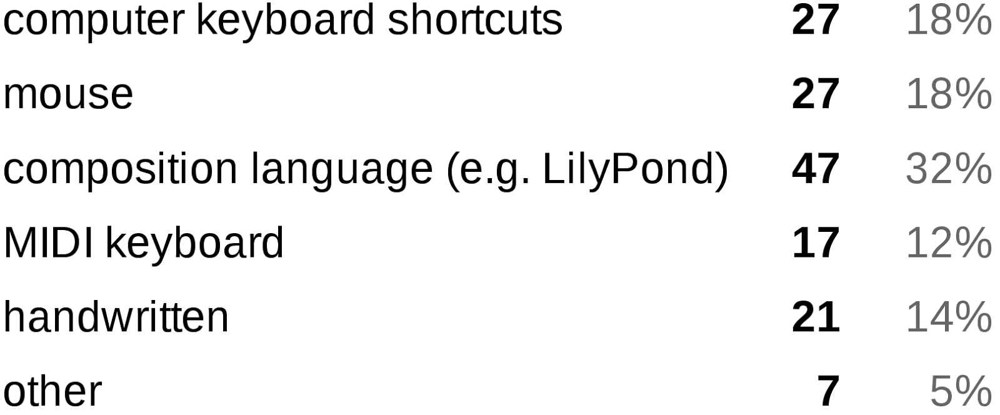 computer keyboard shortcuts 27 18%
mouse 27 18%
composition language (e.g. LilyPond) 47 32%
MIDI keyboard 17 12%
handwritten 21 14%
other 7 5%